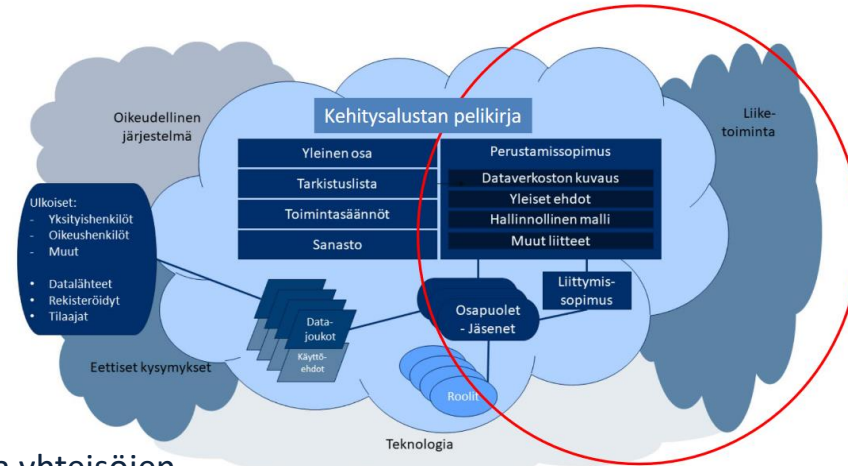 Oikeudellinen
järjestelmä
Kehitysalustan pelikirja
Liike-
toiminta
Yleinen osa
Tarkistuslista
Toimintasäännöt
Sanasto
Perustamissopimus
Dataverkoston kuvaus
Yleiset ehdot
Hallinnollinen malli
Muut liitteet
Ulkoiset:
- Yksityishenkilöt
- Oikeushenkilöt
- Muut
• Datalähteet
• Rekisteröidyt
• Tilaajat
Liittymis-
sopimus
Osapuolet
- Jäsenet
Data-
joukot
Käyttö-
ehdot
Eettiset kysymykset
Roolit
Teknologia
yhteisöjen